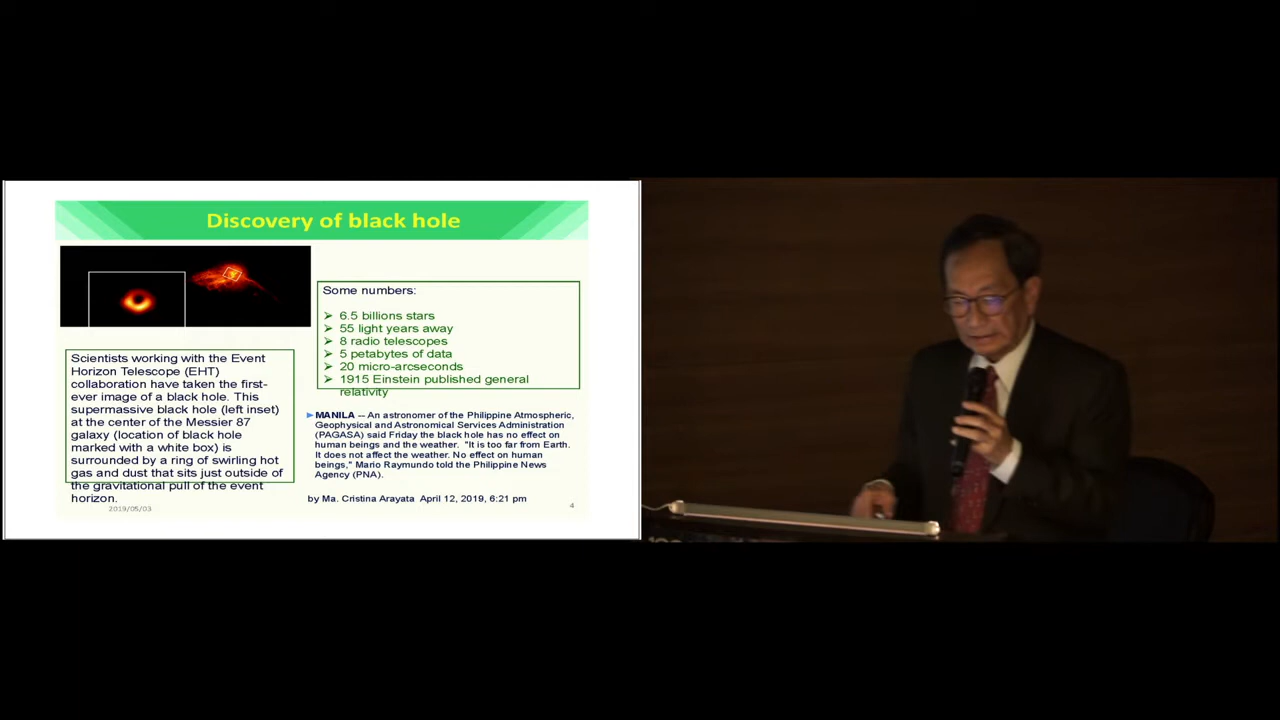 Discovery of black hole
Some numbers:
➢ 6.5 billions stars
➢ 55 light years away
➢ 8 radio telescopes
➢ 5 petabytes of data
➢ 20 micro-arcseconds
➢ 1915 Einstein published general
relativity
Scientists working with the Event
Horizon Telescope (EHT)
collaboration have taken the first-
ever image of a black hole. This
supermassive black hole (left inset)
at the center of the Messier 87
galaxy (location of black hole
marked with a white box) is
surrounded by a ring of swirling hot
gas and dust that sits just outside of
the gravitational pull of the event
horizon.
►MANILA -- An astronomer of the Philippine Atmospheric,
Geophysical and Astronomical Services Administration
(PAGASA) said Friday the black hole has no effect on
human beings and the weather. "It is too far from Earth.
It does not affect the weather. No effect on human
beings," Mario Raymundo told the Philippine News
Agency (PNA).
by Ma. Cristina Arayata April 12, 2019, 6:21 pm
2019/05/03
4